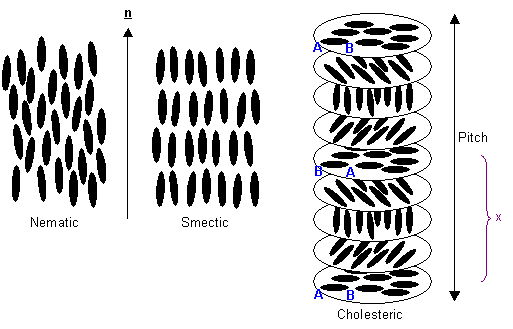 n
A B
Pitch
B A
x
Nematic
Smectic
A B
Cholesteric